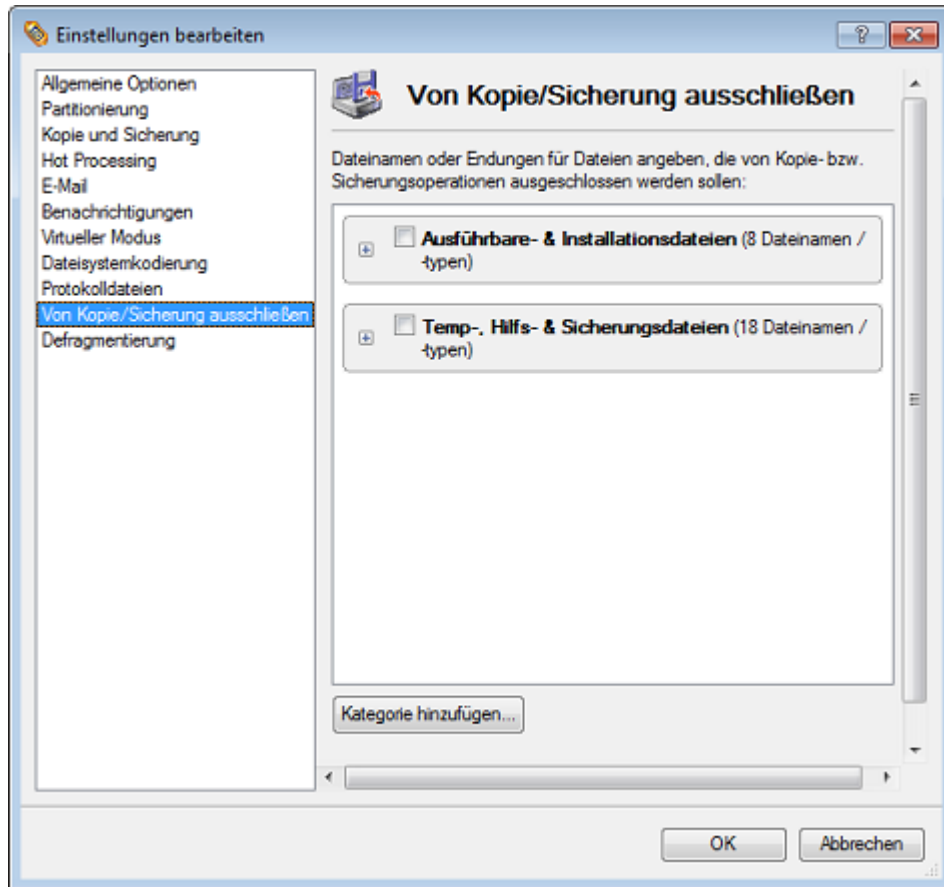 Einstellungen bearbeiten
Allgemeine Optionen
Partitionierung
Kopie und Sicherung
Hot Processing
E-Mail
Benachrichtigungen
Virtueller Modus
Dateisystemkodierung
Protokolldateien
Von Kopie/Sicherung ausschließen
Defragmentierung
Von Kopie/Sicherung ausschließen
Dateinamen oder Endungen für Dateien angeben, die von Kopie- bzw.
Sicherungsoperationen ausgeschlossen werden sollen:
Ausführbare- & Installationsdateien (8 Dateinamen /
-typen)
Temp-, Hilfs- & Sicherungsdateien (18 Dateinamen /
-typen)
Kategorie hinzufügen...
OK
Abbrechen